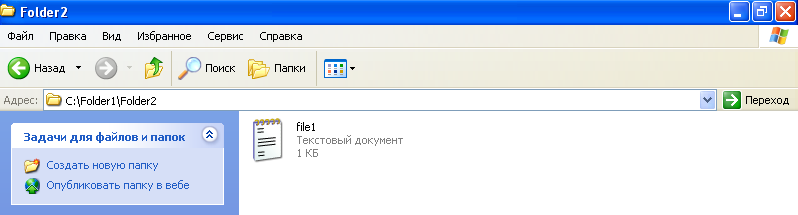 Folder2
Файл Правка Вид Избранное Сервис Справка
Назад Поиск Папки
Адрес: C:\Folder1\Folder2 Переход
Задачи для файлов и папок
Создать новую папку
Опубликовать папку в вебе
file1
Текстовый документ
1 КБ